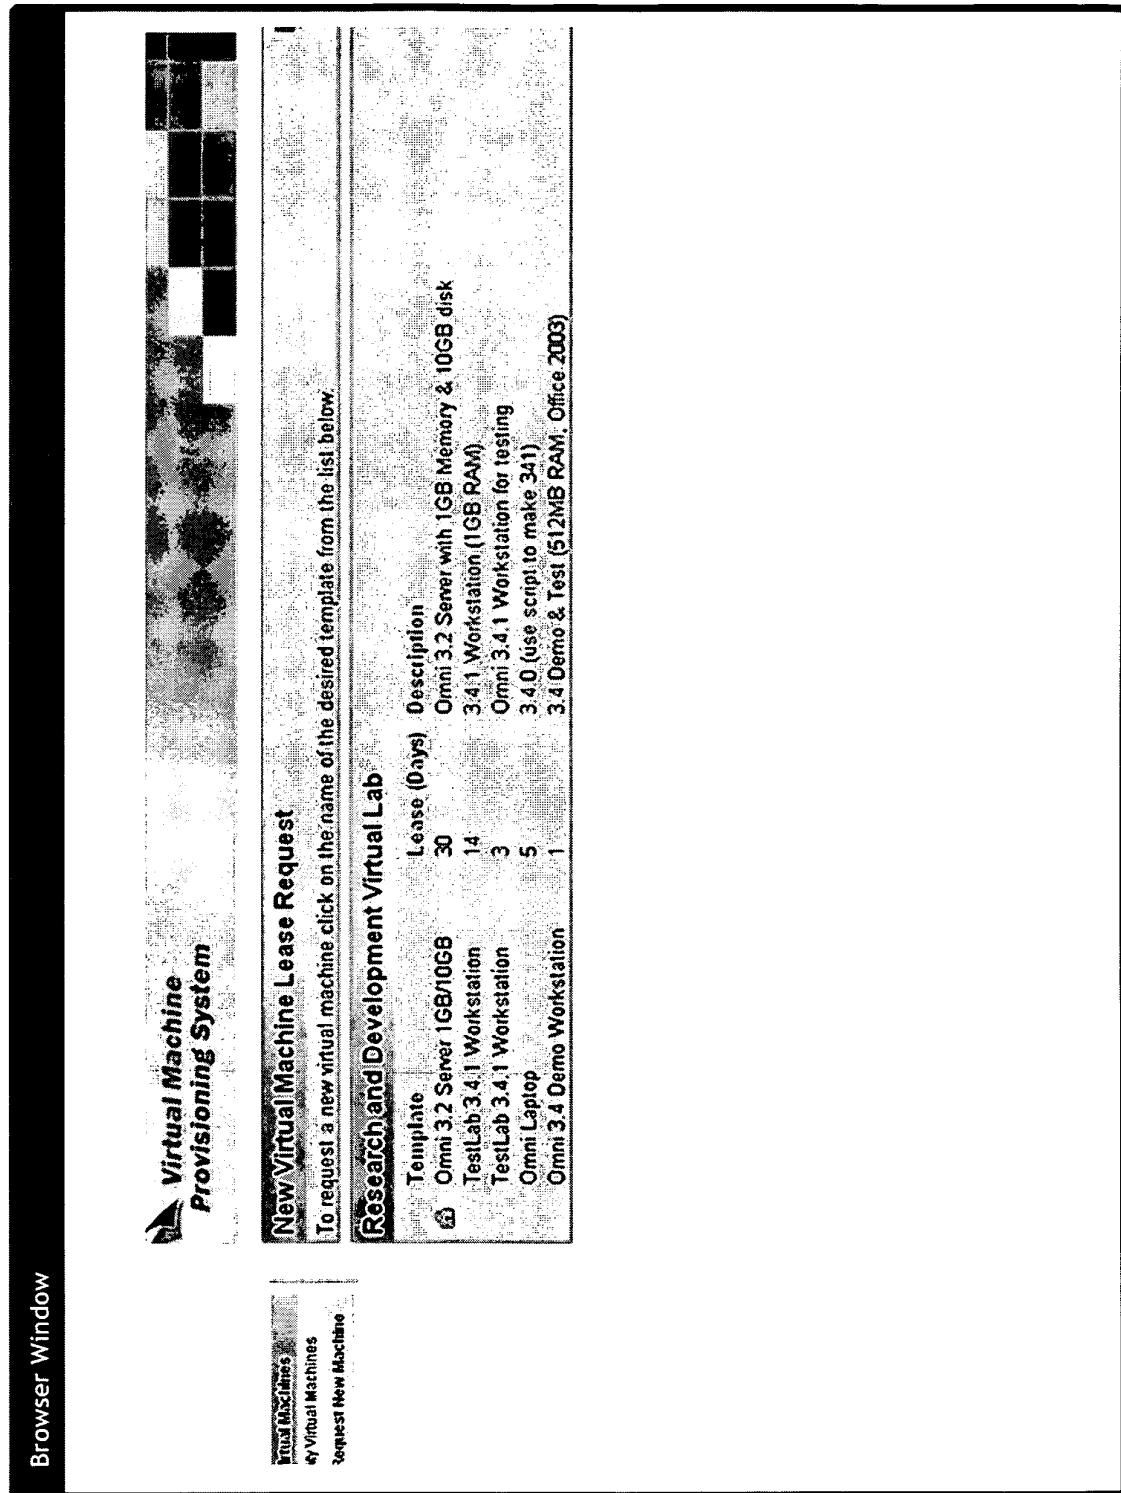 Browser Window
Virtual Machine
Provisioning System
Virtual Machines
My Virtual Machines
Request New Machine
New Virtual Machine Lease Request
To request a new virtual machine click on the name of the desired template from the list below.
Research and Development Virtual Lab
Template Lease (Days) Description
Omni 3.2 Server 1GB/10GB 30 Omni 3.2 Server with 1GB Memory & 10GB disk
TestLab 3.4.1 Workstation 14 3.4.1 Workstation (1GB RAM)
TestLab 3.4.1 Workstation 3 Omni 3.4.1 Workstation for testing
Omni Laptop 5 3.4.0 (use script to make 341)
Omni 3.4 Demo Workstation 1 3.4 Demo & Test (512MB RAM, Office 2003)